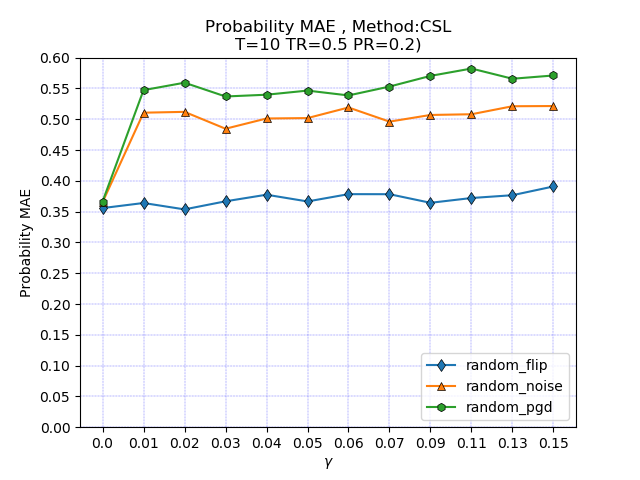 Probability MAE , Method:CSL
T=10 TR=0.5 PR=0.2)
Probability MAE
0.60
0.55
0.50
0.45
0.40
0.35
0.30
0.25
0.20
0.15
0.10
0.05
0.00
random_flip
random_noise
random_pgd
0.0 0.01 0.02 0.03 0.04 0.05 0.06 0.07 0.09 0.11 0.13 0.15
γ